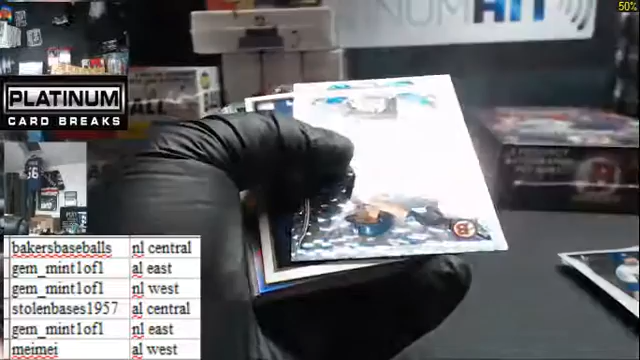 50%
NUMHIT
PLATINUM
CARD BREAKS
bakersbaseballs nl central
gem_mint1of1 al east
gem_mint1of1 nl west
stolenbases1957 al central
gem_mint1of1 nl east
meimei al west